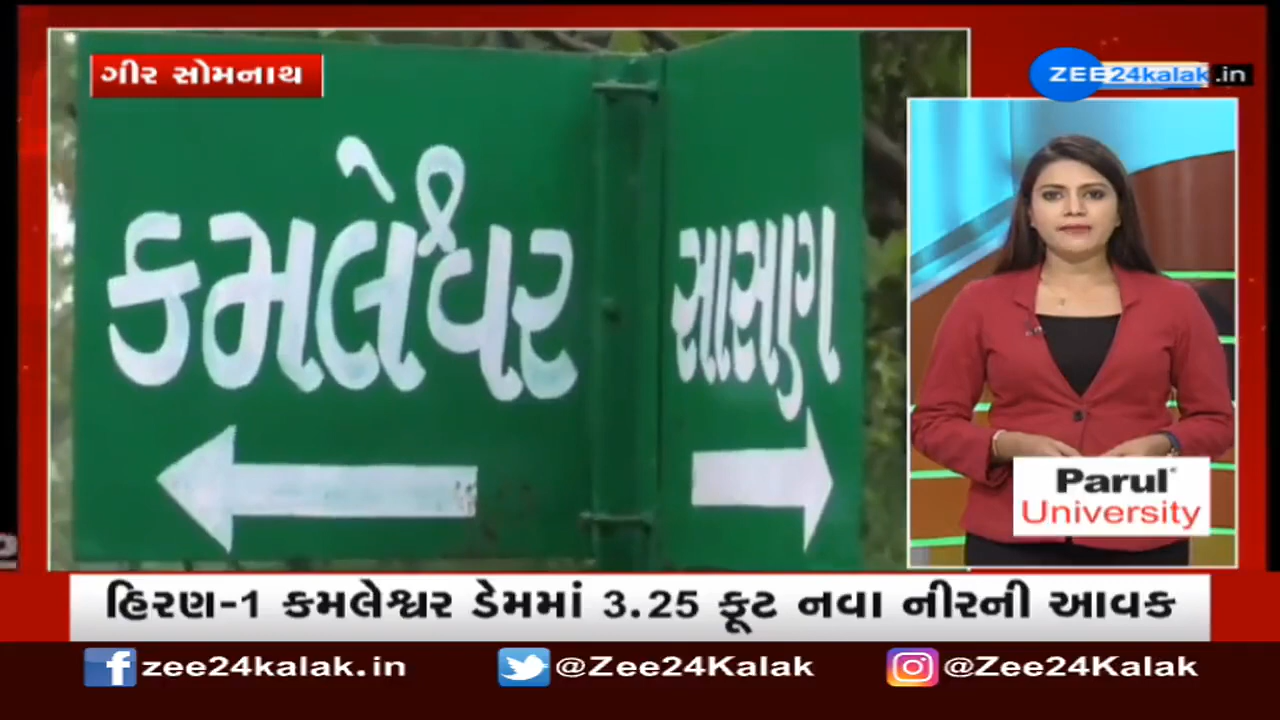 ગીર સોમનાથ
ZEE24kalak.in
કમલેશ્વર
સાસણ
Parul
University
હિરણ-1 કમલેશ્વર ડેમમાં 3.25 ફૂટ નવા નીરની આવક
zee24kalak.in
@Zee24Kalak
@Zee24Kalak